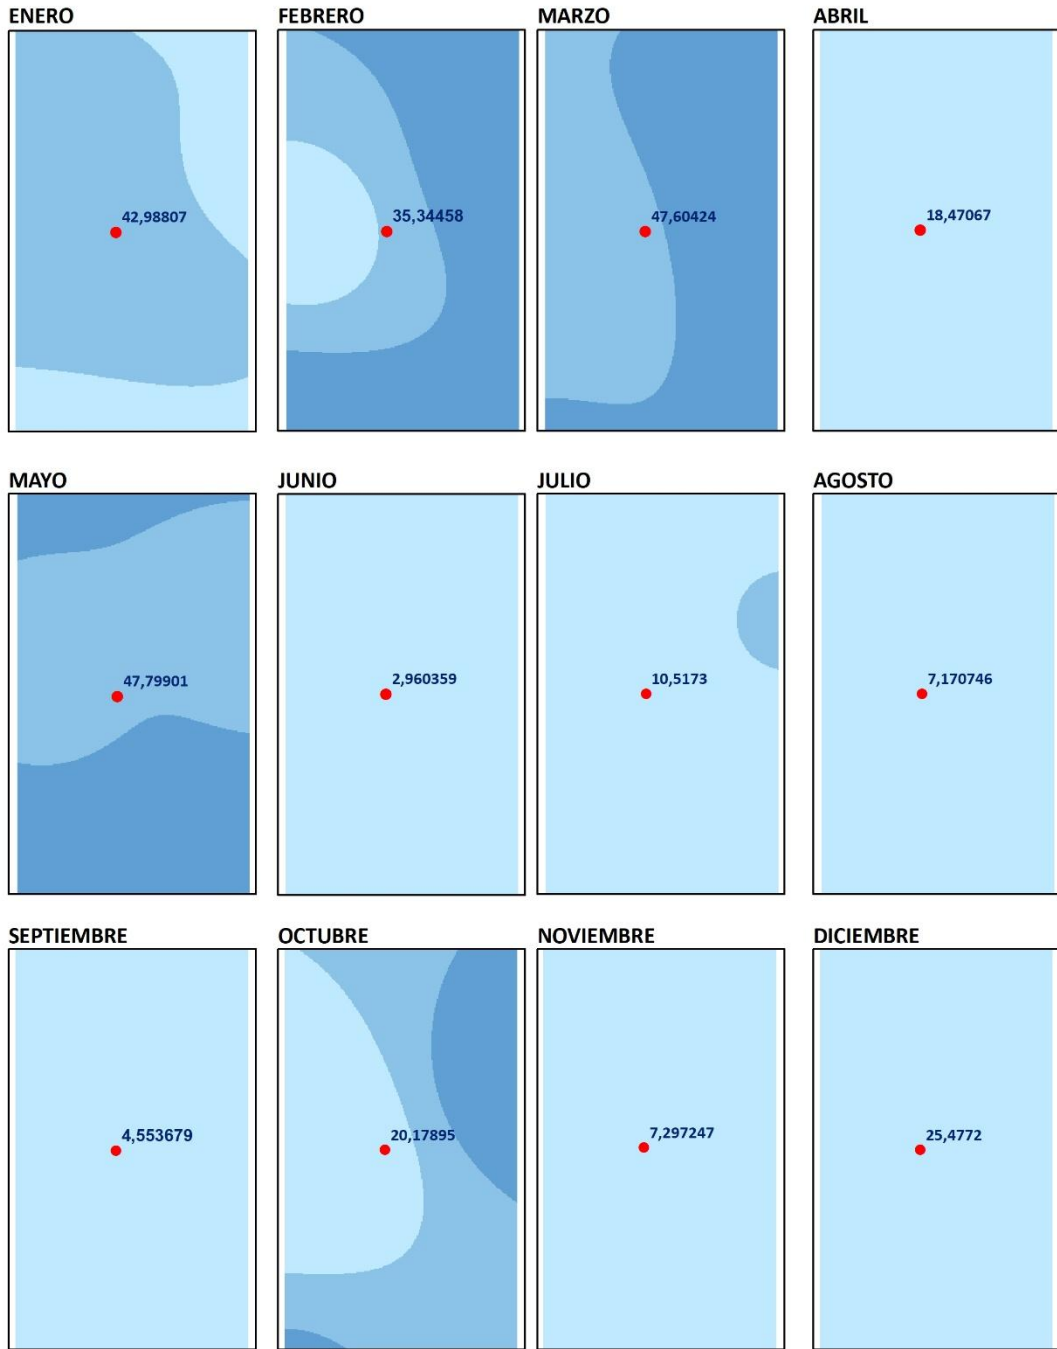 ENERO
FEBRERO
MARZO
ABRIL
42,98807
35,34458
47,60424
18,47067
MAYO
JUNIO
JULIO
AGOSTO
47,79901
2,960359
10,5173
7,170746
SEPTIEMBRE
OCTUBRE
NOVIEMBRE
DICIEMBRE
4,553679
20,17895
7,297247
25,4772